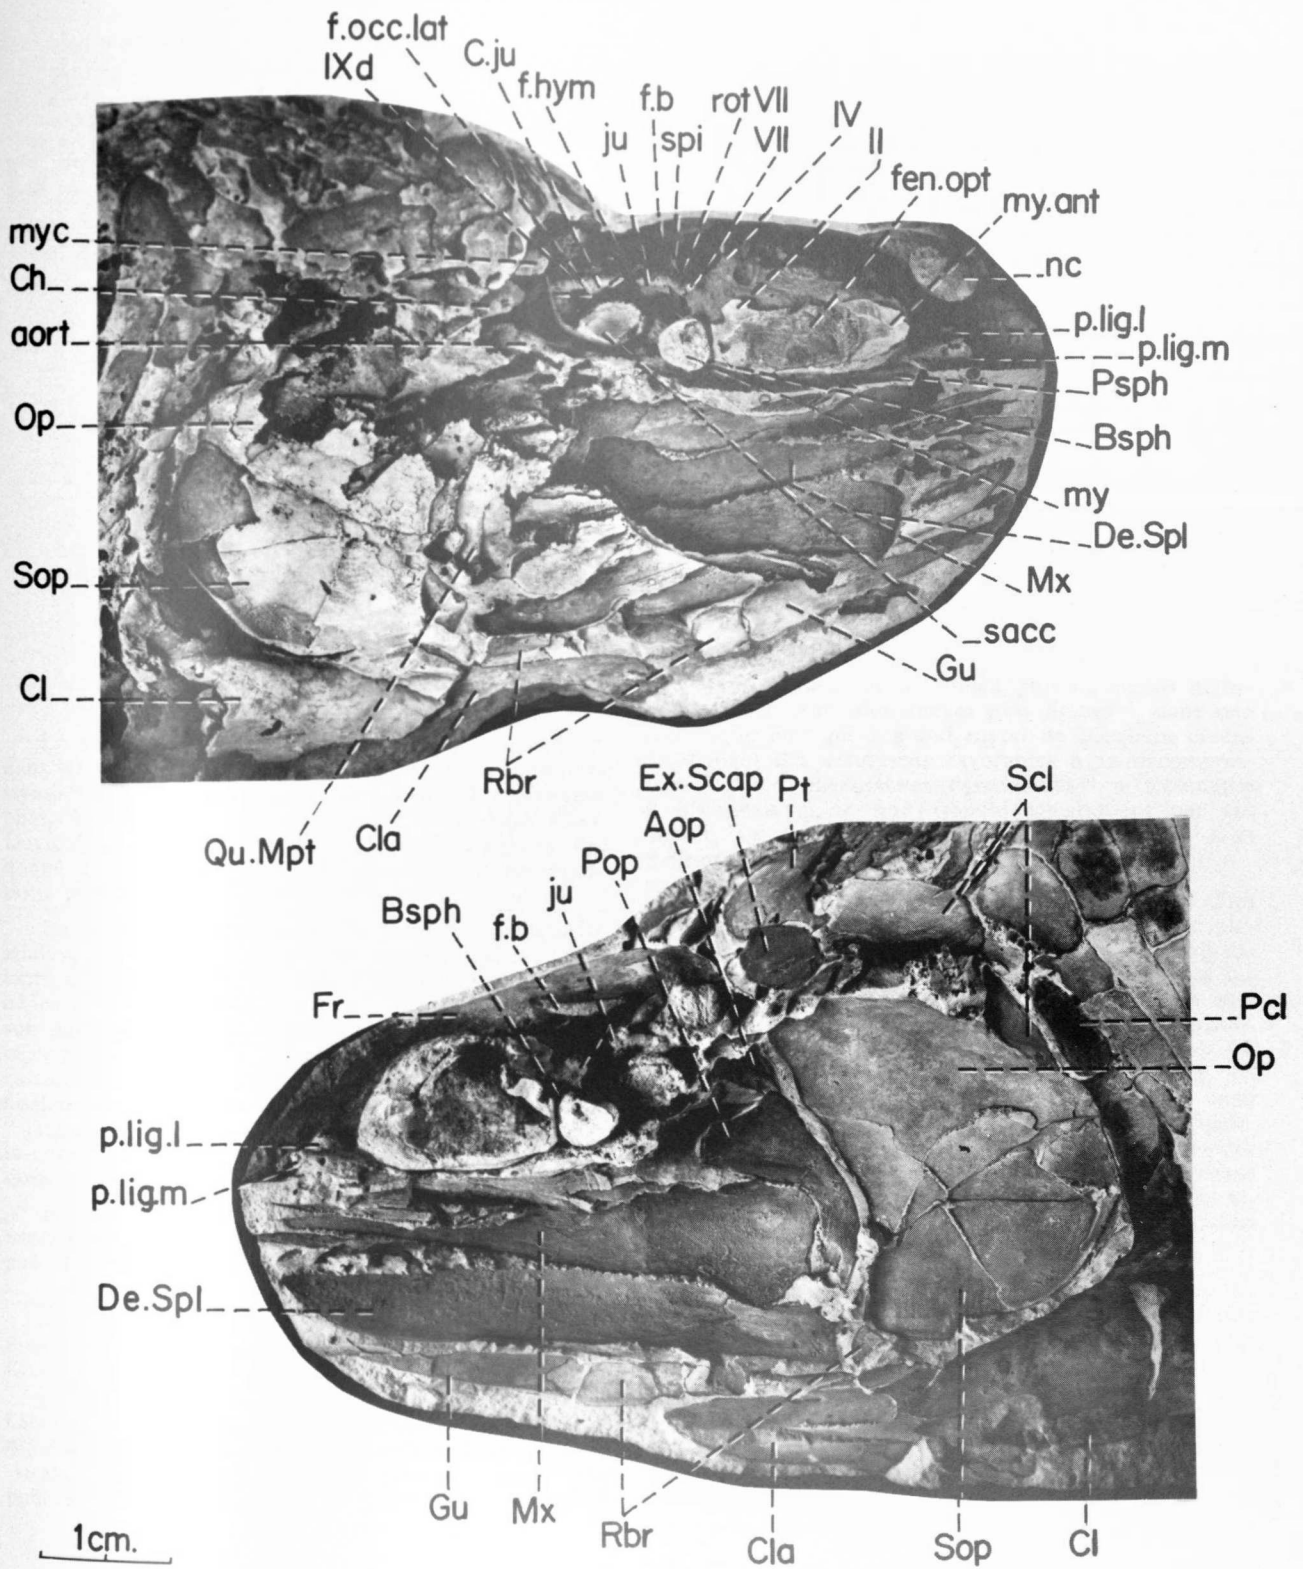 f.occ.lat
IXd
C.ju
f.hym
ju
f.b
spi
rotVII
VII
IV
II
fen.opt
my.ant
nc
p.lig.l
p.lig.m
Psph
Bsph
my
De.Spl
Mx
sacc
Gu
myc
Ch
aort
Op
Sop
Cl
Qu.Mpt
Cla
Rbr
Ex.Scap
Pt
Scl
Aop
Pop
ju
f.b
Bsph
Fr
Pcl
Op
p.lig.l
p.lig.m
De.Spl
Gu
Mx
Rbr
Cla
Sop
Cl
1cm.